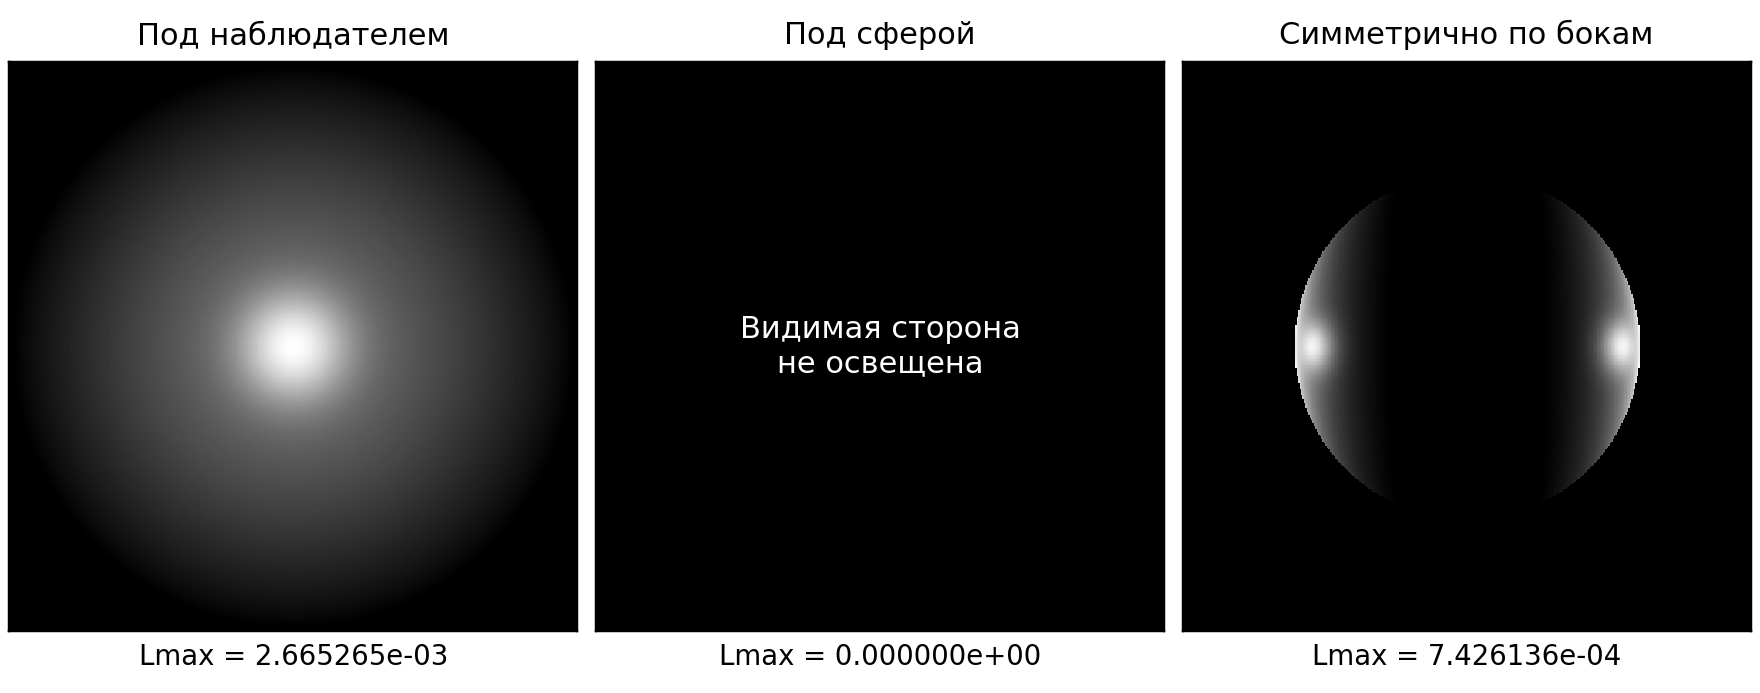 Под наблюдателем
Под сферой
Симметрично по бокам
Видимая сторона
не освещена
Lmax = 2.665265e-03
Lmax = 0.000000e+00
Lmax = 7.426136e-04